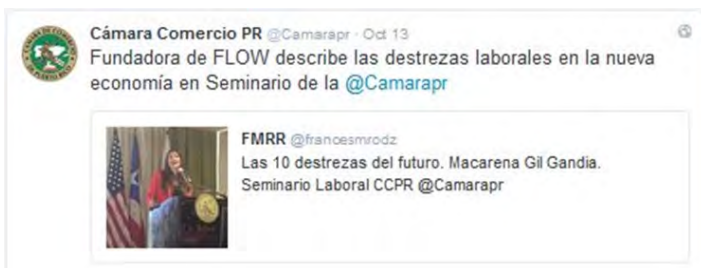 Cámara Comercio PR @Camarapr · Oct 13
Fundadora de FLOW describe las destrezas laborales en la nueva
economía en Seminario de la @Camarapr
FMRR @francesmrodz
Las 10 destrezas del futuro. Macarena Gil Gandia.
Seminario Laboral CCPR @Camarapr